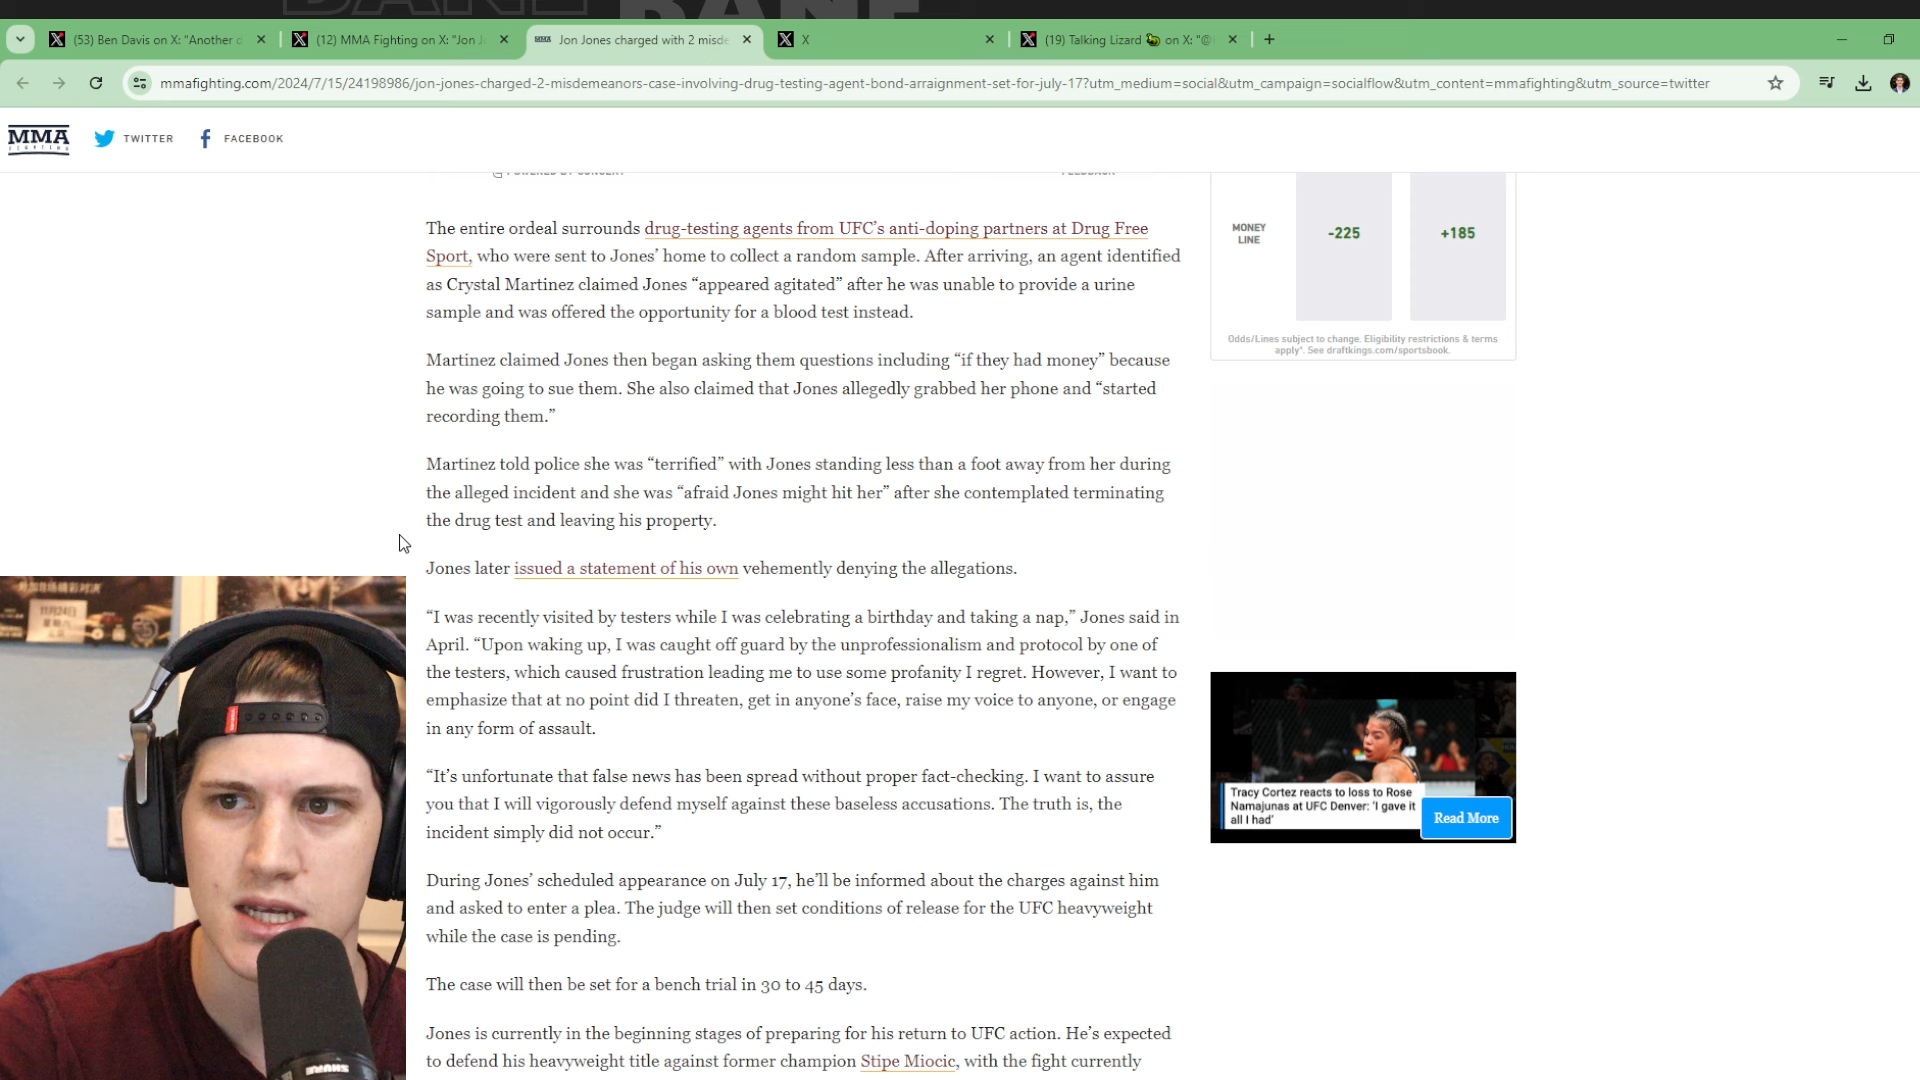 (53) Ben Davis on X: "Another o
(12) MMA Fighting on X: "Jon J
MMA
Jon Jones charged with 2 misde
X
(19) Talking Lizard 🦎 on X: "@
mmafighting.com/2024/7/15/24198986/jon-jones-charged-2-misdemeanors-case-involving-drug-testing-agent-bond-arraignment-set-for-july-17?utm_medium=social&utm_campaign=socialflow&utm_content=mmafighting&utm_source=twitter
MMA
FIGHTING
TWITTER
FACEBOOK
POWERED BY CONCERT
FEEDBACK
The entire ordeal surrounds drug-testing agents from UFC’s anti-doping partners at Drug Free
Sport, who were sent to Jones’ home to collect a random sample. After arriving, an agent identified
as Crystal Martinez claimed Jones “appeared agitated” after he was unable to provide a urine
sample and was offered the opportunity for a blood test instead.
Martinez claimed Jones then began asking them questions including “if they had money” because
he was going to sue them. She also claimed that Jones allegedly grabbed her phone and “started
recording them.”
Martinez told police she was “terrified” with Jones standing less than a foot away from her during
the alleged incident and she was “afraid Jones might hit her” after she contemplated terminating
the drug test and leaving his property.
Jones later issued a statement of his own vehemently denying the allegations.
“I was recently visited by testers while I was celebrating a birthday and taking a nap,” Jones said in
April. “Upon waking up, I was caught off guard by the unprofessionalism and protocol by one of
the testers, which caused frustration leading me to use some profanity I regret. However, I want to
emphasize that at no point did I threaten, get in anyone’s face, raise my voice to anyone, or engage
in any form of assault.
“It’s unfortunate that false news has been spread without proper fact-checking. I want to assure
you that I will vigorously defend myself against these baseless accusations. The truth is, the
incident simply did not occur.”
During Jones’ scheduled appearance on July 17, he’ll be informed about the charges against him
and asked to enter a plea. The judge will then set conditions of release for the UFC heavyweight
while the case is pending.
The case will then be set for a bench trial in 30 to 45 days.
Jones is currently in the beginning stages of preparing for his return to UFC action. He’s expected
to defend his heavyweight title against former champion Stipe Miocic, with the fight currently
MONEY
LINE
-225
+185
Odds/Lines subject to change. Eligibility restrictions & terms
apply*. See draftkings.com/sportsbook.
Tracy Cortez reacts to loss to Rose
Namajunas at UFC Denver: ‘I gave it
all I had’
Read More
11月24日
SHURE